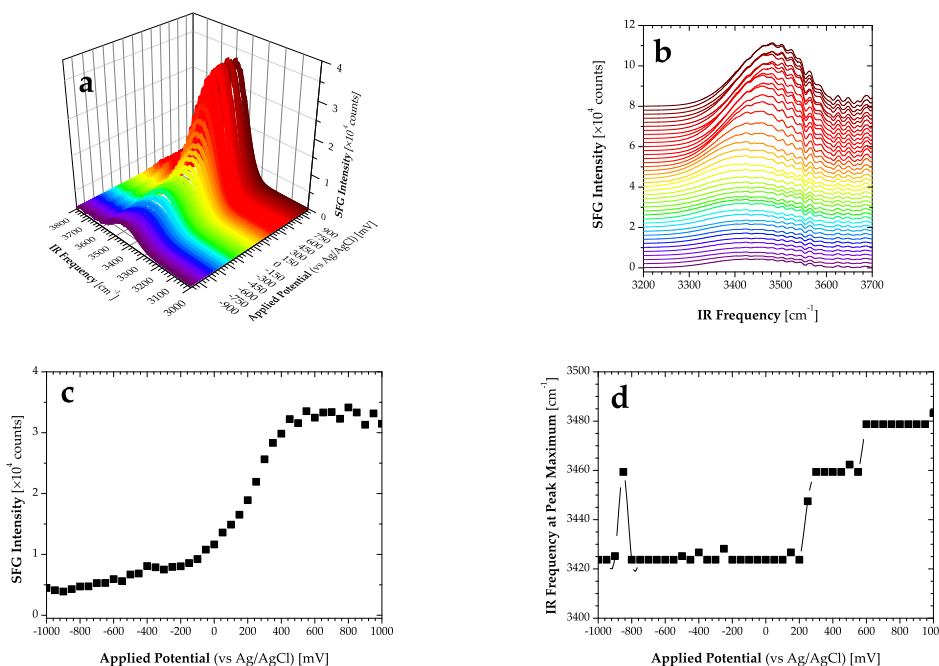 a
4
3
2
1
0
SFG Intensity [×10⁴ counts]
3800
3700
3600
3500
3400
3300
3200
3100
3000
IR Frequency [cm⁻¹]
900
750
600
450
300
150
0
-150
-300
-450
-600
-750
-900
Applied Potential (vs Ag/AgCl) [mV]
b
12
10
8
6
4
2
0
SFG Intensity [×10⁴ counts]
3200 3300 3400 3500 3600 3700
IR Frequency [cm⁻¹]
c
4
3
2
1
0
SFG Intensity [×10⁴ counts]
-1000 -800 -600 -400 -200 0 200 400 600 800 1000
Applied Potential (vs Ag/AgCl) [mV]
d
3500
3480
3460
3440
3420
3400
IR Frequency at Peak Maximum [cm⁻¹]
-1000 -800 -600 -400 -200 0 200 400 600 800 1000
Applied Potential (vs Ag/AgCl) [mV]